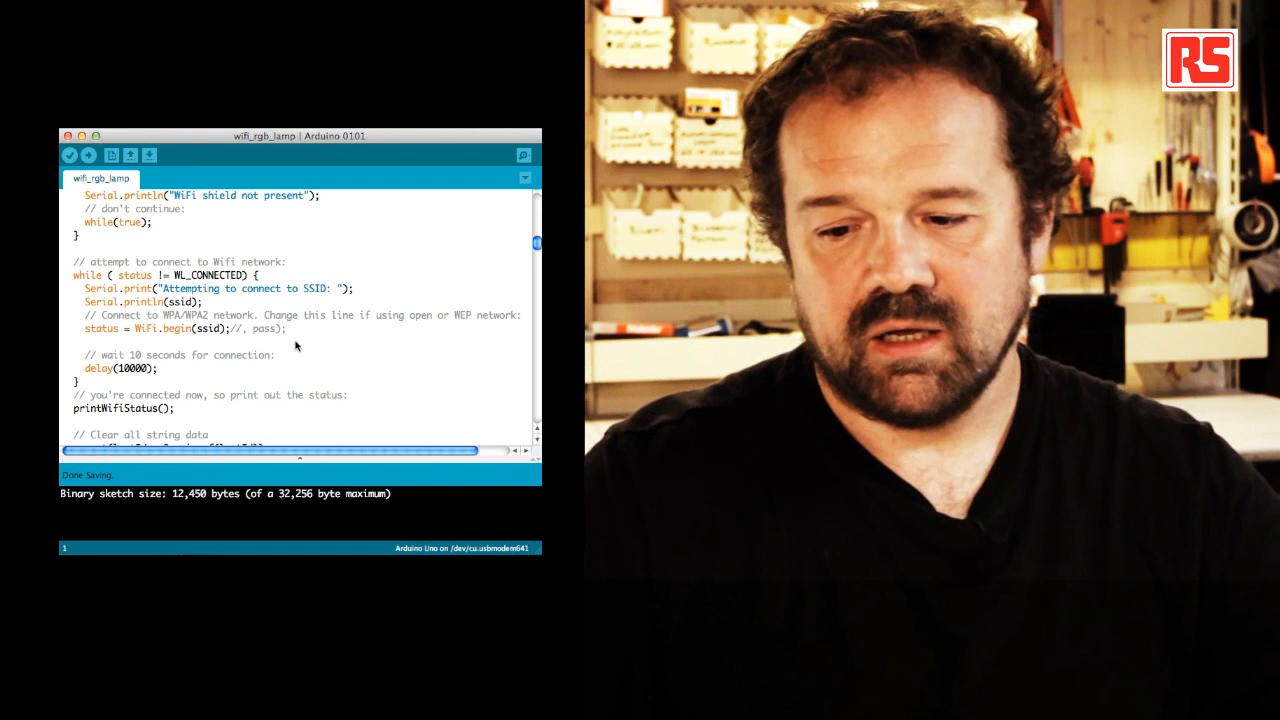 wifi_rgb_lamp | Arduino 0101
wifi_rgb_lamp
Serial.println("WiFi shield not present");
// don't continue:
while(true);
}
// attempt to connect to Wifi network:
while ( status != WL_CONNECTED) {
Serial.print("Attempting to connect to SSID: ");
Serial.println(ssid);
// Connect to WPA/WPA2 network. Change this line if using open or WEP network:
status = WiFi.begin(ssid);//, pass);
// wait 10 seconds for connection:
delay(10000);
}
// you're connected now, so print out the status:
printWifiStatus();
// Clear all string data
Done Saving.
Binary sketch size: 12,450 bytes (of a 32,256 byte maximum)
1
Arduino Uno on /dev/cu.usbmodem641
RS